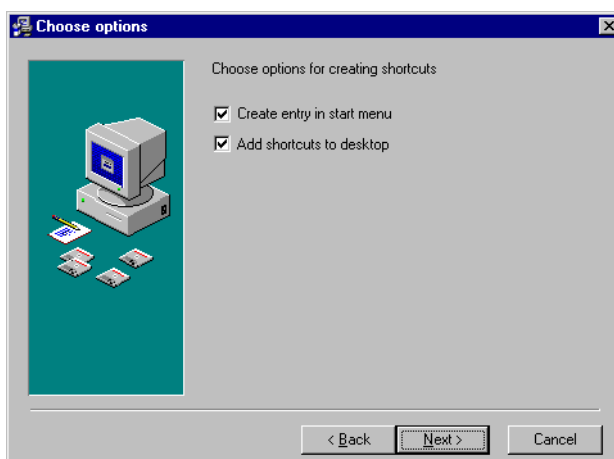 Choose options
Choose options for creating shortcuts
Create entry in start menu
Add shortcuts to desktop
< Back
Next >
Cancel